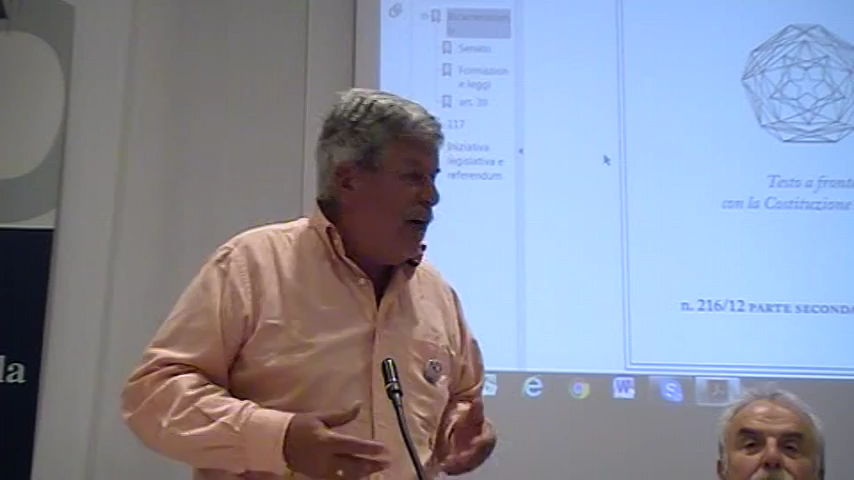 Senato
Formazion
e leggi
art. 70
117
Iniziativa
legislativa e
referendum
Testo a fronte
con la Costituzione
n. 216/12 PARTE SECONDA
la